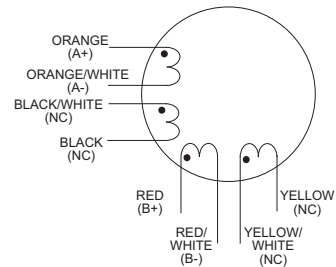 ORANGE
(A+)
ORANGE/WHITE
(A-)
BLACK/WHITE
(NC)
BLACK
(NC)
RED
(B+)
RED/
WHITE
(B-)
YELLOW/
WHITE
(NC)
YELLOW
(NC)